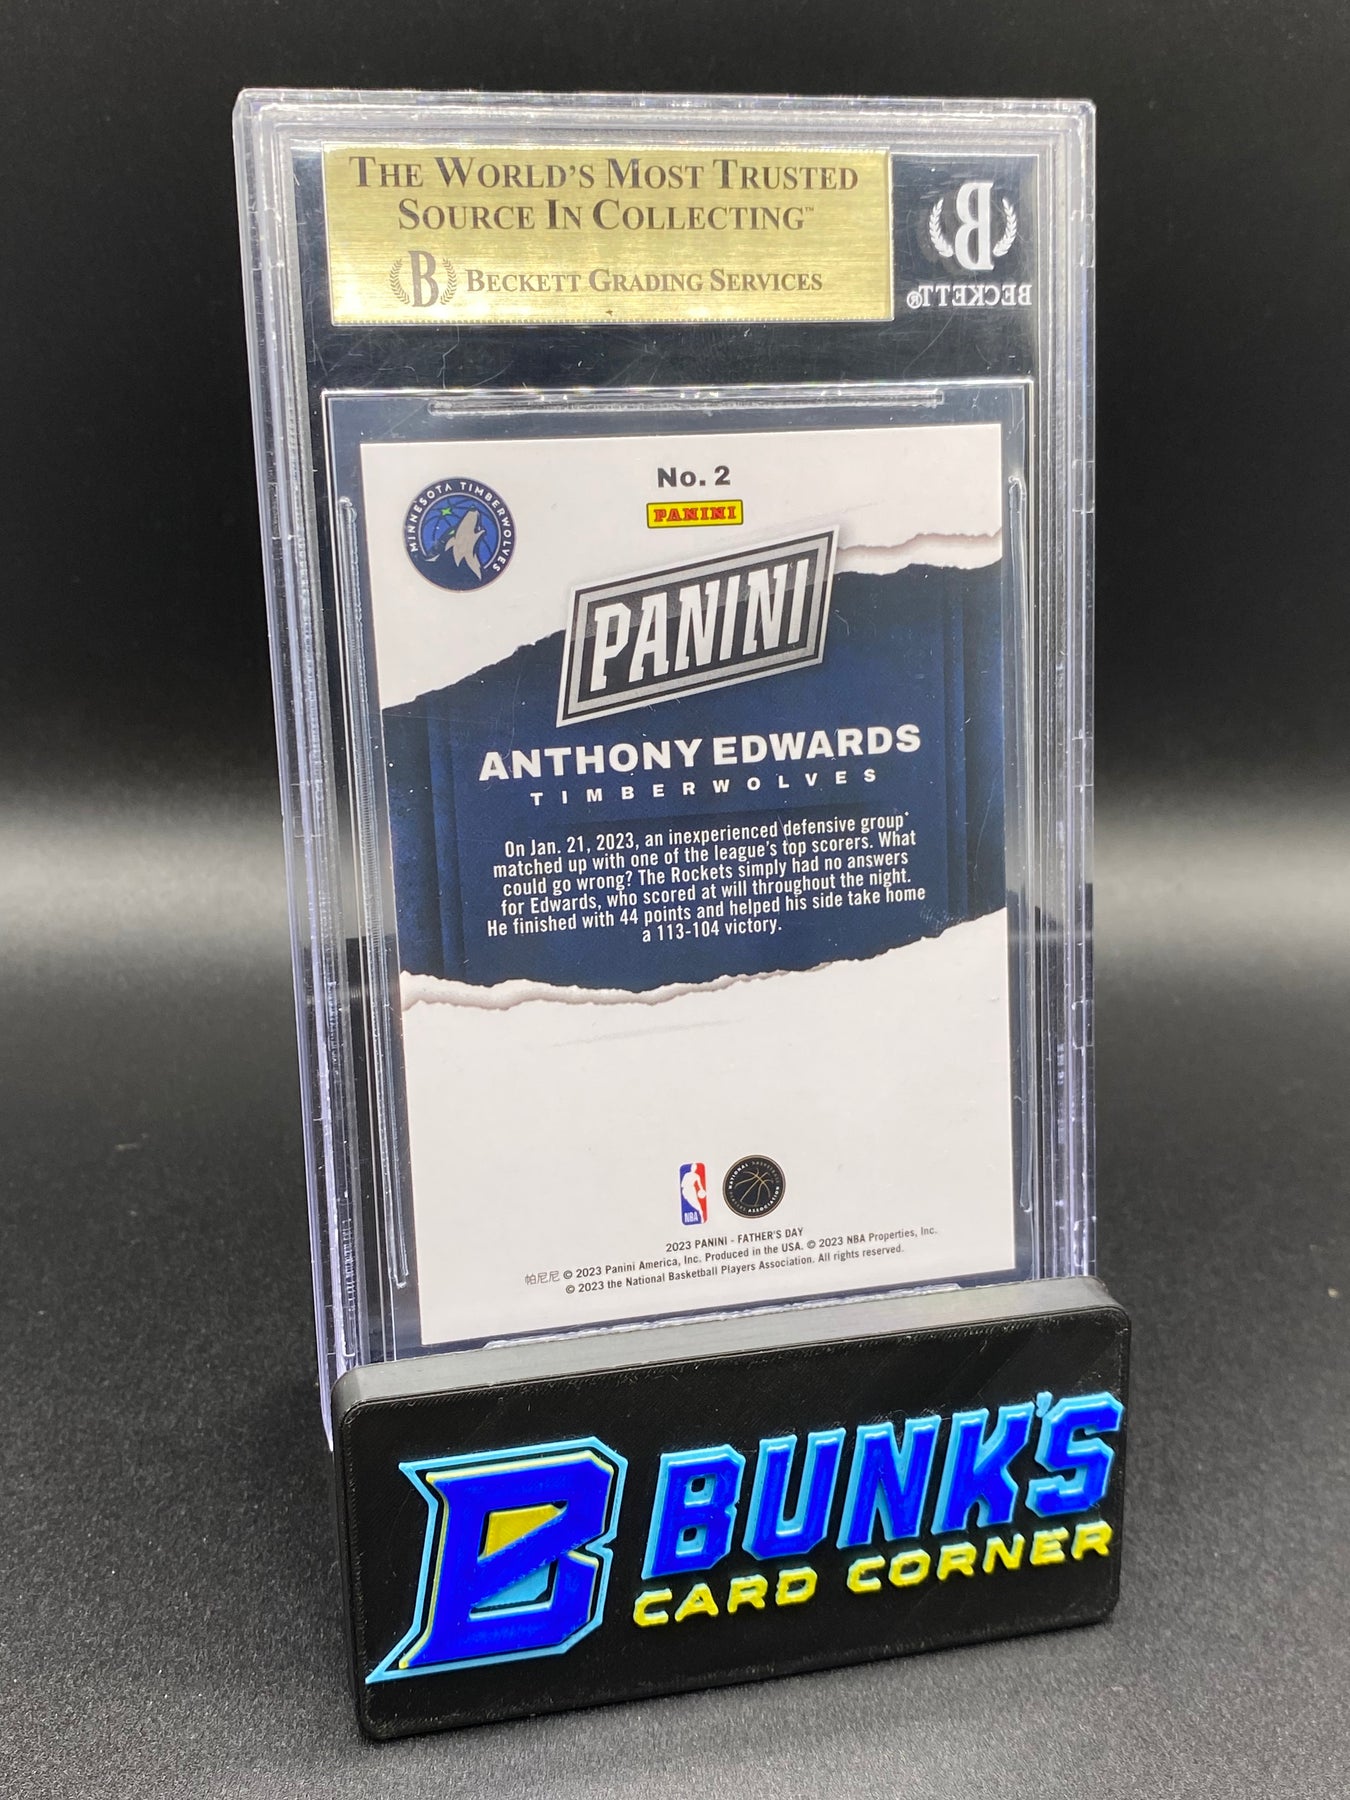 THE WORLD'S MOST TRUSTED
SOURCE IN COLLECTING™
B BECKETT GRADING SERVICES
B
BECKETT®
No. 2
PANINI
MINNESOTA TIMBERWOLVES
PANINI
ANTHONY EDWARDS
TIMBERWOLVES
On Jan. 21, 2023, an inexperienced defensive group
matched up with one of the league's top scorers. What
could go wrong? The Rockets simply had no answers
for Edwards, who scored at will throughout the night.
He finished with 44 points and helped his side take home
a 113-104 victory.
NBA
NATIONAL BASKETBALL PLAYERS ASSOCIATION
2023 PANINI - FATHER'S DAY
帕尼尼 © 2023 Panini America, Inc. Produced in the USA. © 2023 NBA Properties, Inc.
© 2023 the National Basketball Players Association. All rights reserved.
B BUNK'S
CARD CORNER